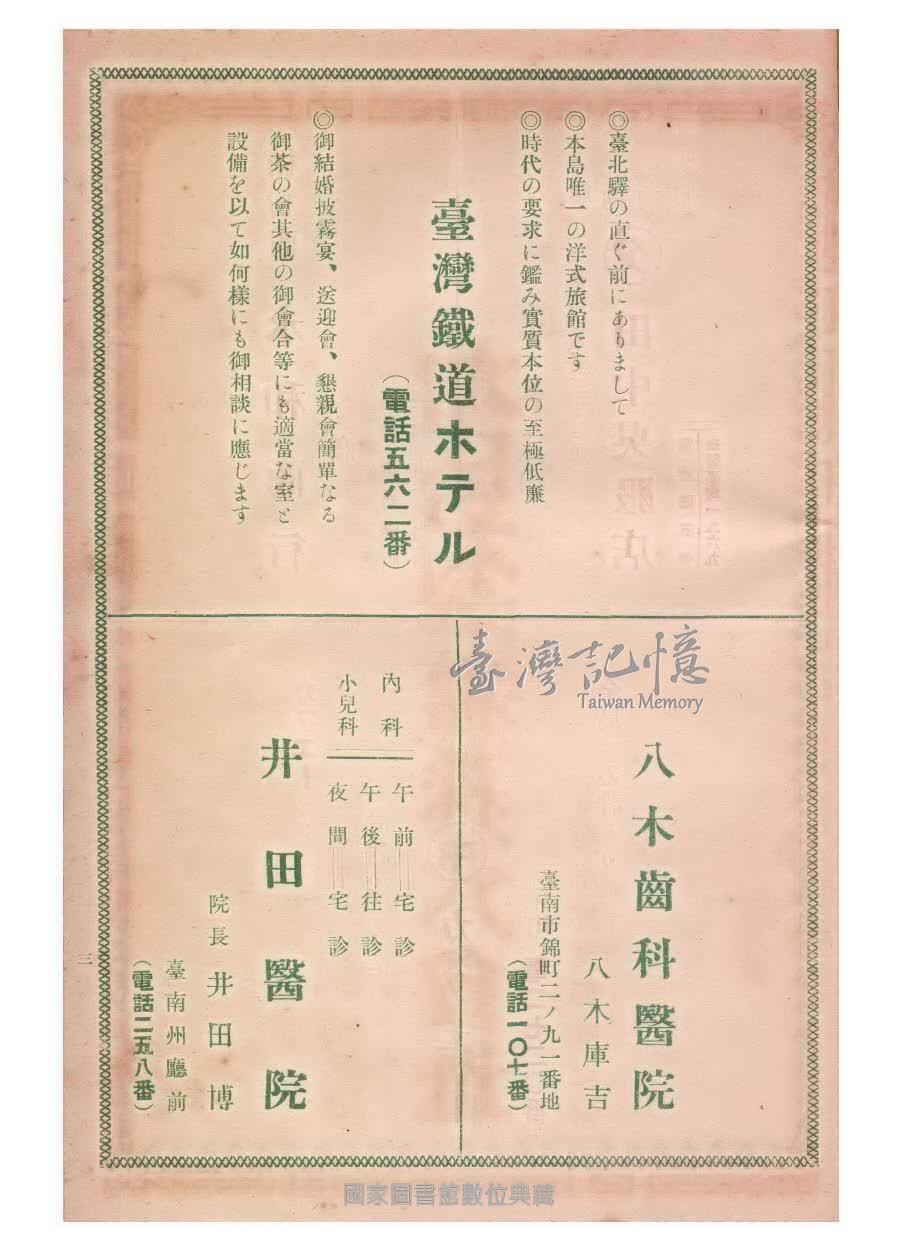 ◎臺北驛の直ぐ前にありまして
◎本島唯一の洋式旅館です
◎時代の要求に鑑み實質本位の至極低廉
臺灣鐵道ホテル
(電話五六二番)
◎御結婚披露宴、送迎會、懇親會簡單なる
御茶の會其他の御會合等にも適當な室と
設備を以て如何樣にも御相談に應じます
臺灣記憶
Taiwan Memory
八木齒科醫院
八木庫吉
臺南市錦町二ノ九一番地
(電話一〇七番)
內科
小兒科
午前……宅診
午後……往診
夜間……宅診
井田醫院
院長 井田博
臺南州廳前
(電話二五八番)
三
國家圖書館數位典藏